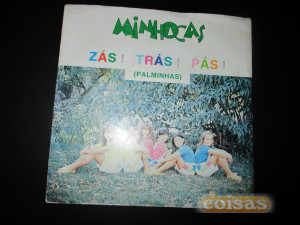 MINHOCAS
ZÁS! TRÁS! PÁS!
(PALMINHAS)
coisas